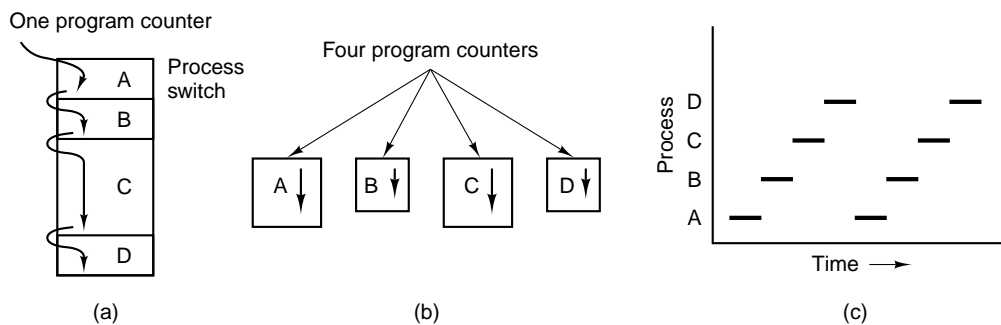 One program counter
Process
switch
A
B
C
D
(a)
Four program counters
A
B
C
D
(b)
Process
D
C
B
A
Time
(c)